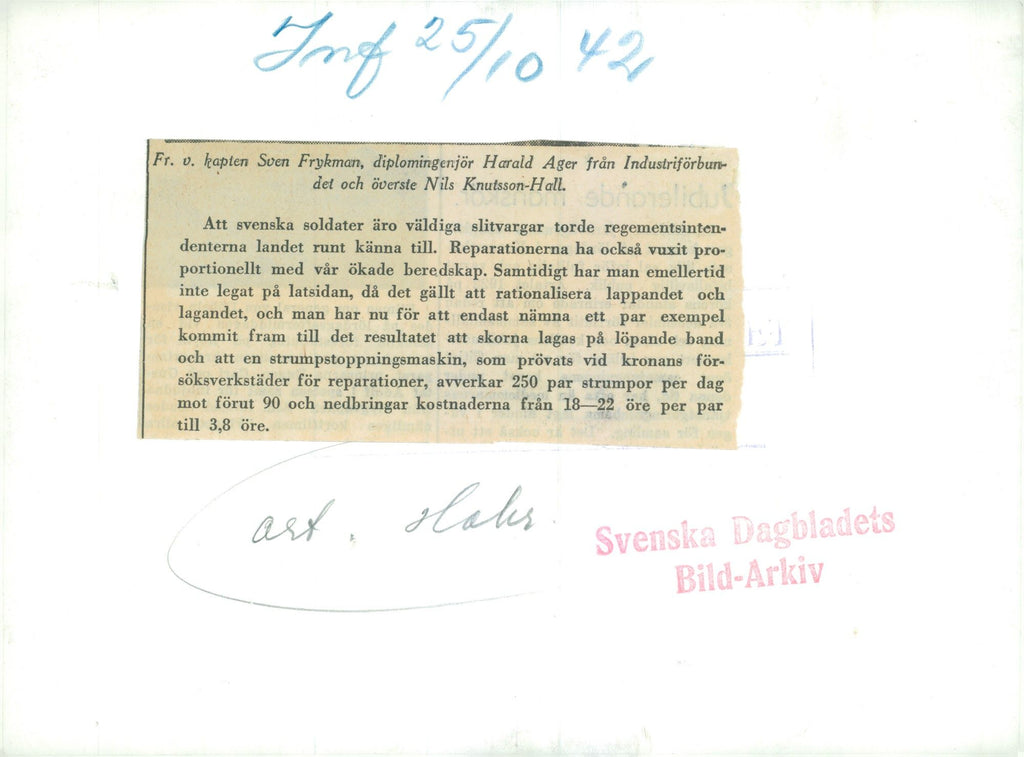 Inf 25/10 42
Fr. v. kapten Sven Frykman, diplomingenjör Harald Ager från Industriförbun-
det och överste Nils Knutsson-Hall.
Att svenska soldater äro väldiga slitvargar torde regementsinten-
denterna landet runt känna till. Reparationerna ha också vuxit pro-
portionellt med vår ökade beredskap. Samtidigt har man emellertid
inte legat på latsidan, då det gällt att rationalisera lappandet och
lagandet, och man har nu för att endast nämna ett par exempel
kommit fram till det resultatet att skorna lagas på löpande band
och att en strumpstoppningsmaskin, som prövats vid kronans för-
söksverkstäder för reparationer, avverkar 250 par strumpor per dag
mot förut 90 och nedbringar kostnaderna från 18—22 öre per par
till 3,8 öre.
art.
Svenska Dagbladets
Bild-Arkiv